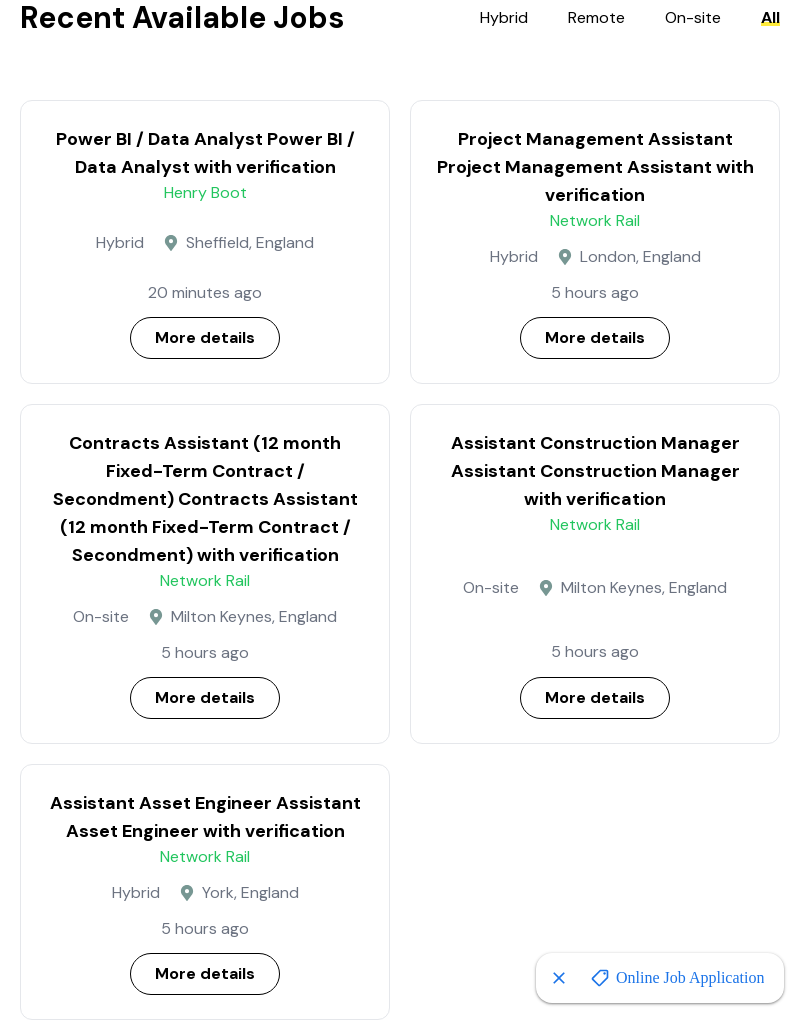 Recent Available Jobs
Hybrid
Remote
On-site
All
Power BI / Data Analyst Power BI /
Data Analyst with verification
Henry Boot
Hybrid
Sheffield, England
20 minutes ago
More details
Project Management Assistant
Project Management Assistant with
verification
Network Rail
Hybrid
London, England
5 hours ago
More details
Contracts Assistant (12 month
Fixed-Term Contract /
Secondment) Contracts Assistant
(12 month Fixed-Term Contract /
Secondment) with verification
Network Rail
On-site
Milton Keynes, England
5 hours ago
More details
Assistant Construction Manager
Assistant Construction Manager
with verification
Network Rail
On-site
Milton Keynes, England
5 hours ago
More details
Assistant Asset Engineer Assistant
Asset Engineer with verification
Network Rail
Hybrid
York, England
5 hours ago
More details
Online Job Application